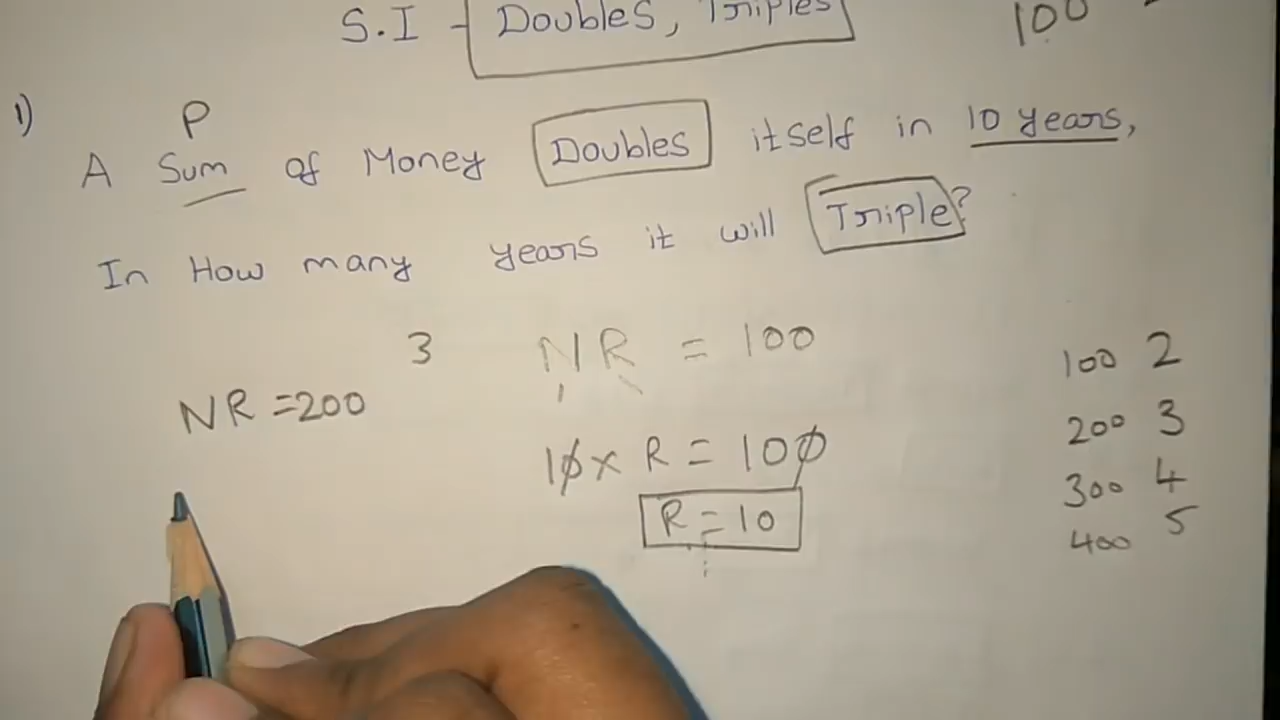 S.I - Doubles, Triples
100
1) P
A Sum of Money Doubles itself in 10 years,
In How many years it will Triple?
3 NR = 100
NR = 200
10 x R = 100
R = 10
100 2
200 3
300 4
400 5